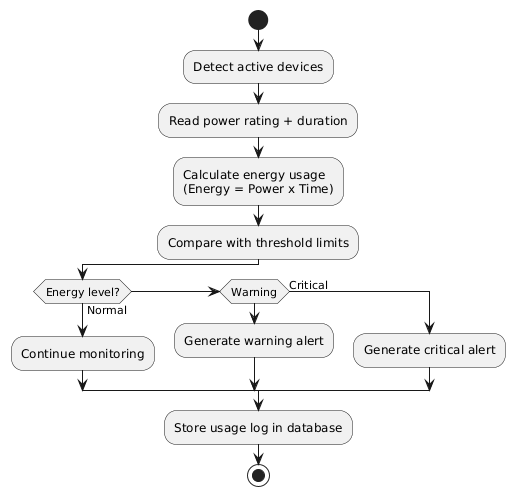 Detect active devices
Read power rating + duration
Calculate energy usage
(Energy = Power x Time)
Compare with threshold limits
Energy level?
Normal
Warning
Critical
Continue monitoring
Generate warning alert
Generate critical alert
Store usage log in database